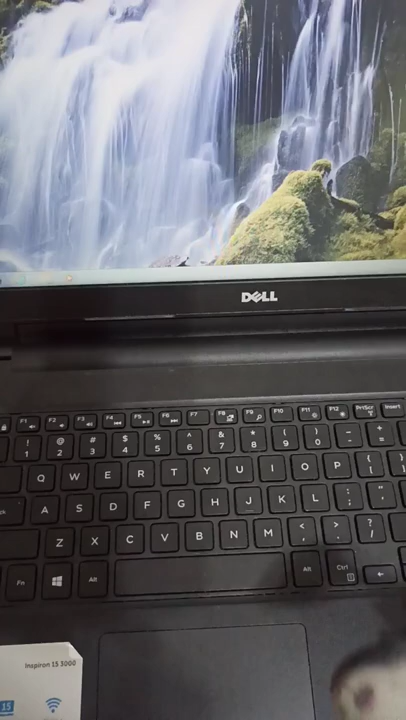 DELL
F1 F2 F3 F4 F5 F6 F7 F8 F9 F10 F11 F12 PrtScr Insert
! @ # $ % ^ & * ( ) _ +
1 2 3 4 5 6 7 8 9 0 - =
Q W E R T Y U I O P { }
[ ]
A S D F G H J K L : "
; '
Z X C V B N M < > ?
, . /
Fn Alt Alt Ctrl
Inspiron 15 3000
15